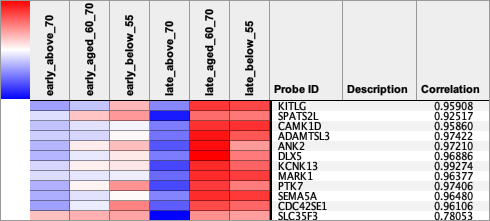 early_above_70
early_aged_60_70
early_below_55
late_above_70
late_aged_60_70
late_below_55
Probe ID Description Correlation
KITLG 0.95908
SPATS2L 0.92517
CAMK1D 0.95860
ADAMTSL3 0.97422
ANK2 0.97210
DLX5 0.96886
KCNK13 0.99274
MARK1 0.96377
PTK7 0.97406
SEMA5A 0.96480
CDC42SE1 0.96106
SLC35F3 0.78053